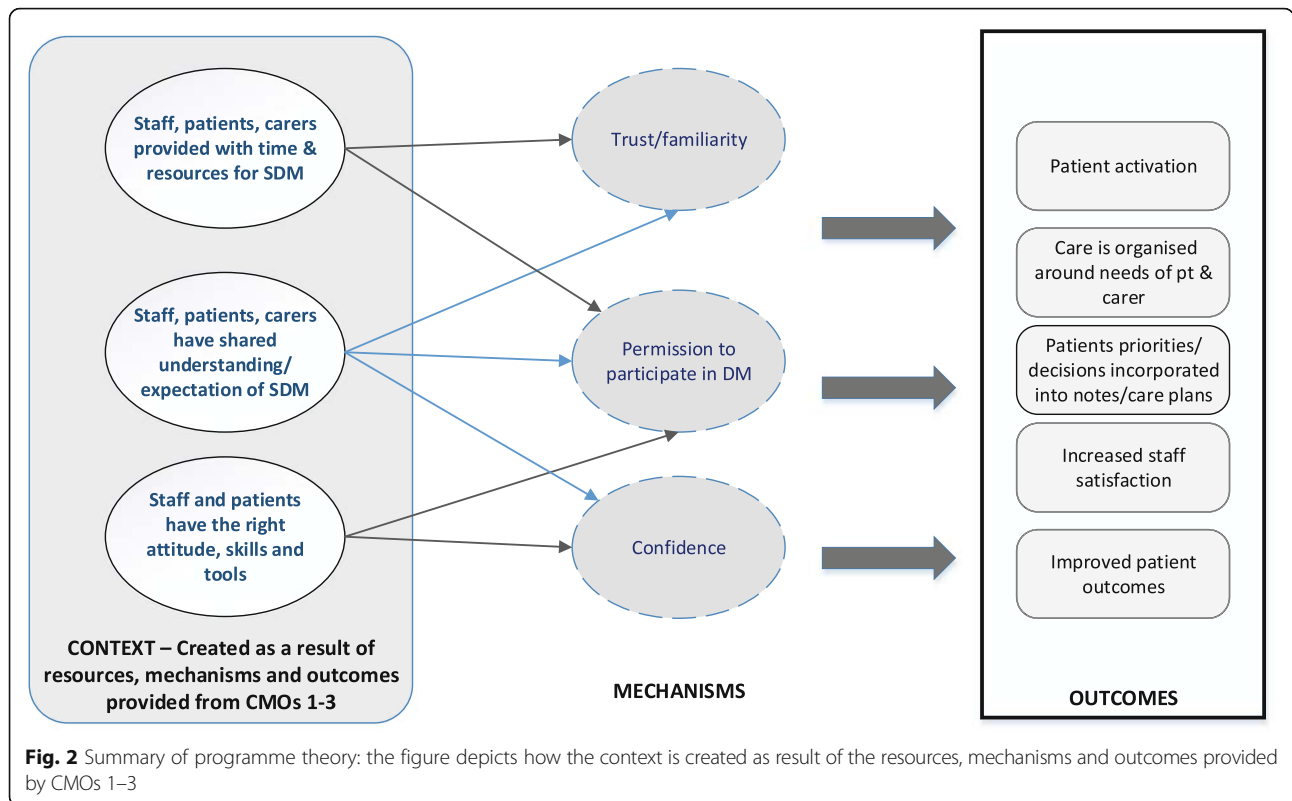 Staff, patients, carers
provided with time &
resources for SDM
Staff, patients, carers
have shared
understanding/
expectation of SDM
Staff and patients
have the right
attitude, skills and
tools
CONTEXT – Created as a result of
resources, mechanisms and outcomes
provided from CMOs 1-3
Trust/familiarity
Permission to
participate in DM
Confidence
MECHANISMS
Patient activation
Care is organised
around needs of pt &
carer
Patients priorities/
decisions incorporated
into notes/care plans
Increased staff
satisfaction
Improved patient
outcomes
OUTCOMES
Fig. 2 Summary of programme theory: the figure depicts how the context is created as result of the resources, mechanisms and outcomes provided
by CMOs 1–3